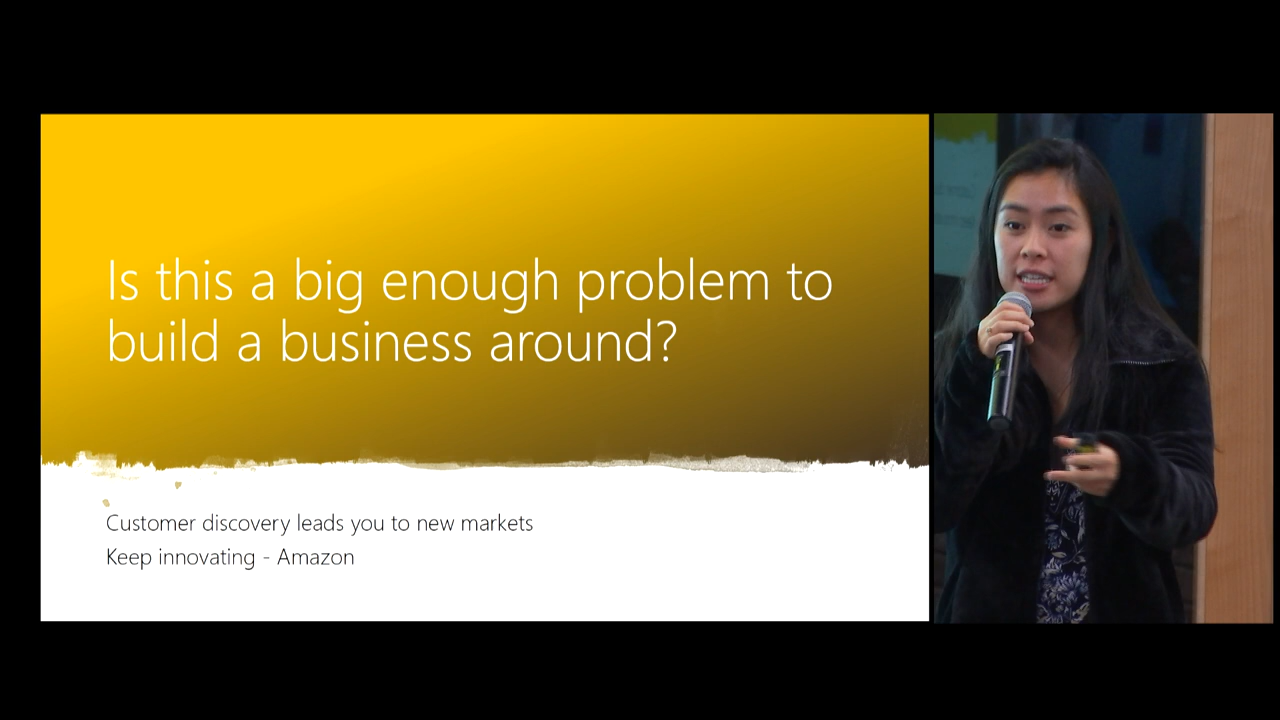 Is this a big enough problem to
build a business around?
Customer discovery leads you to new markets
Keep innovating - Amazon